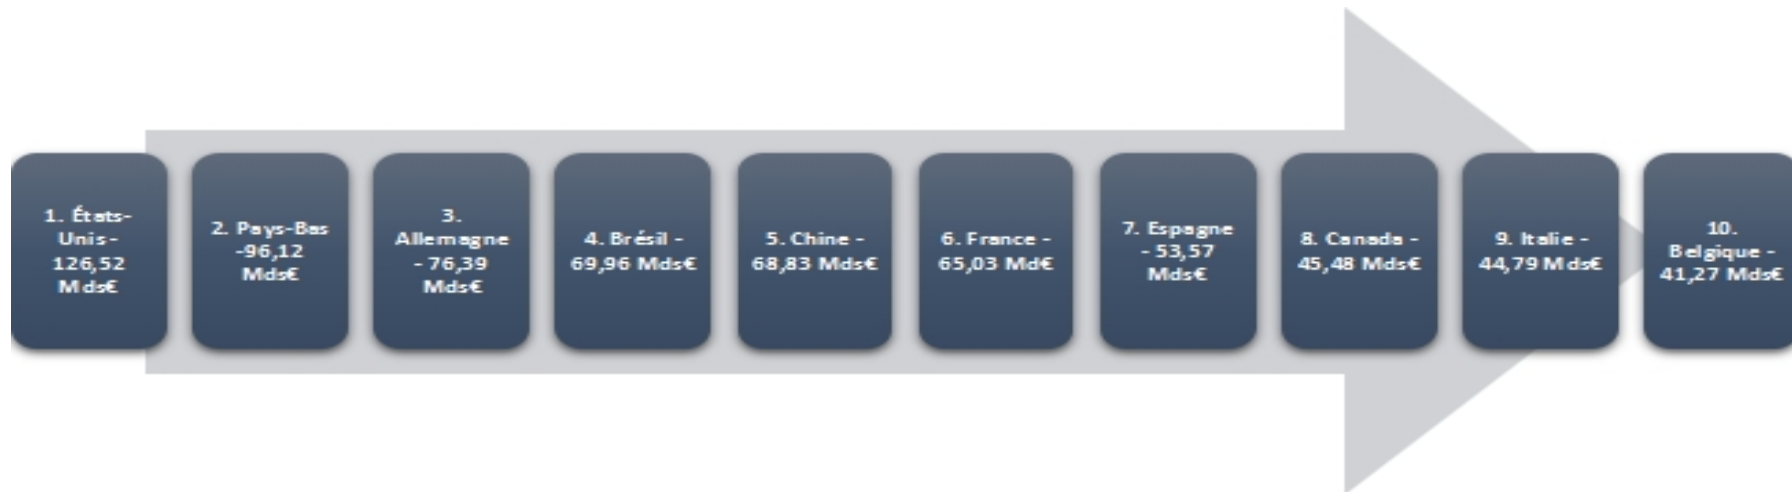 1. États-
Unis-
126,52
Mds€
2. Pays-Bas
-96,12
Mds€
3.
Allemagne
- 76,39
Mds€
4. Brésil -
69,96 Mds€
5. Chine -
68,83 Mds€
6. France -
65,03 Md€
7. Espagne
- 53,57
Mds€
8. Canada -
45,48 Mds€
9. Italie -
44,79 Mds€
10.
Belgique -
41,27 Mds€